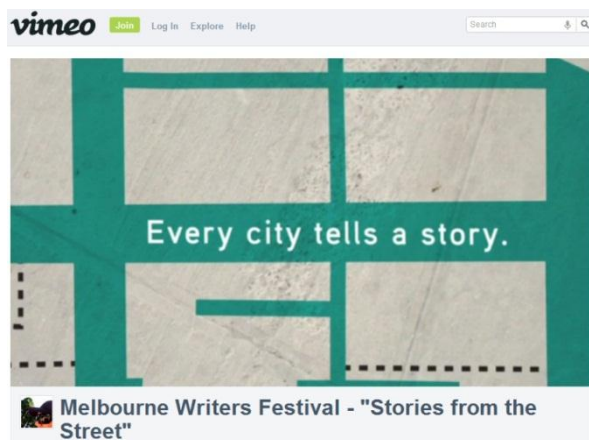 vimeo Join Log In Explore Help Search
Every city tells a story.
Melbourne Writers Festival - "Stories from the
Street"